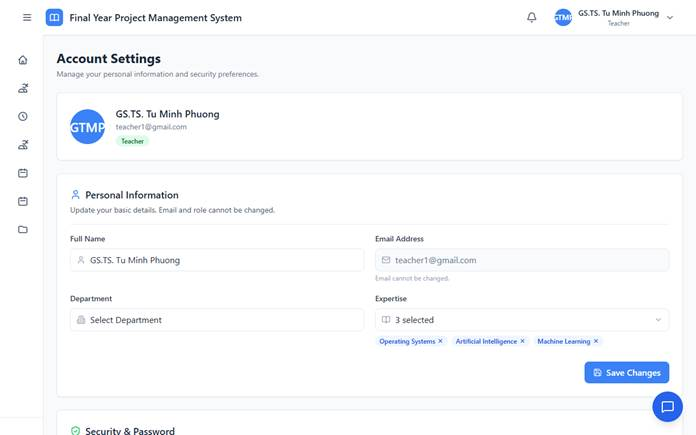 Final Year Project Management System
GTMP
GS.TS. Tu Minh Phuong
Teacher
Account Settings
Manage your personal information and security preferences.
GTMP
GS.TS. Tu Minh Phuong
teacher1@gmail.com
Teacher
Personal Information
Update your basic details. Email and role cannot be changed.
Full Name
Email Address
GS.TS. Tu Minh Phuong
teacher1@gmail.com
Email cannot be changed.
Department
Expertise
Select Department
3 selected
Operating Systems ×
Artificial Intelligence ×
Machine Learning ×
Save Changes
Security & Password